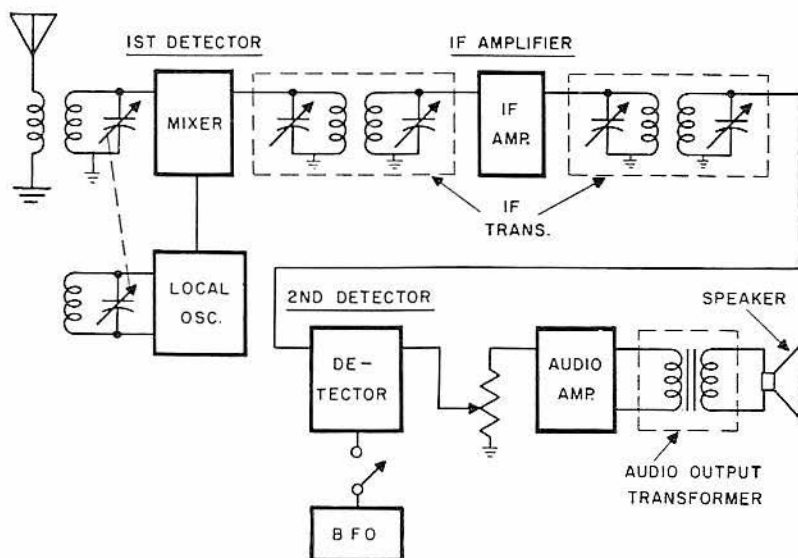 1ST DETECTOR
IF AMPLIFIER
MIXER
IF
AMP.
IF
TRANS.
LOCAL
OSC.
2ND DETECTOR
SPEAKER
DE-
TECTOR
AUDIO
AMP.
AUDIO OUTPUT
TRANSFORMER
BFO